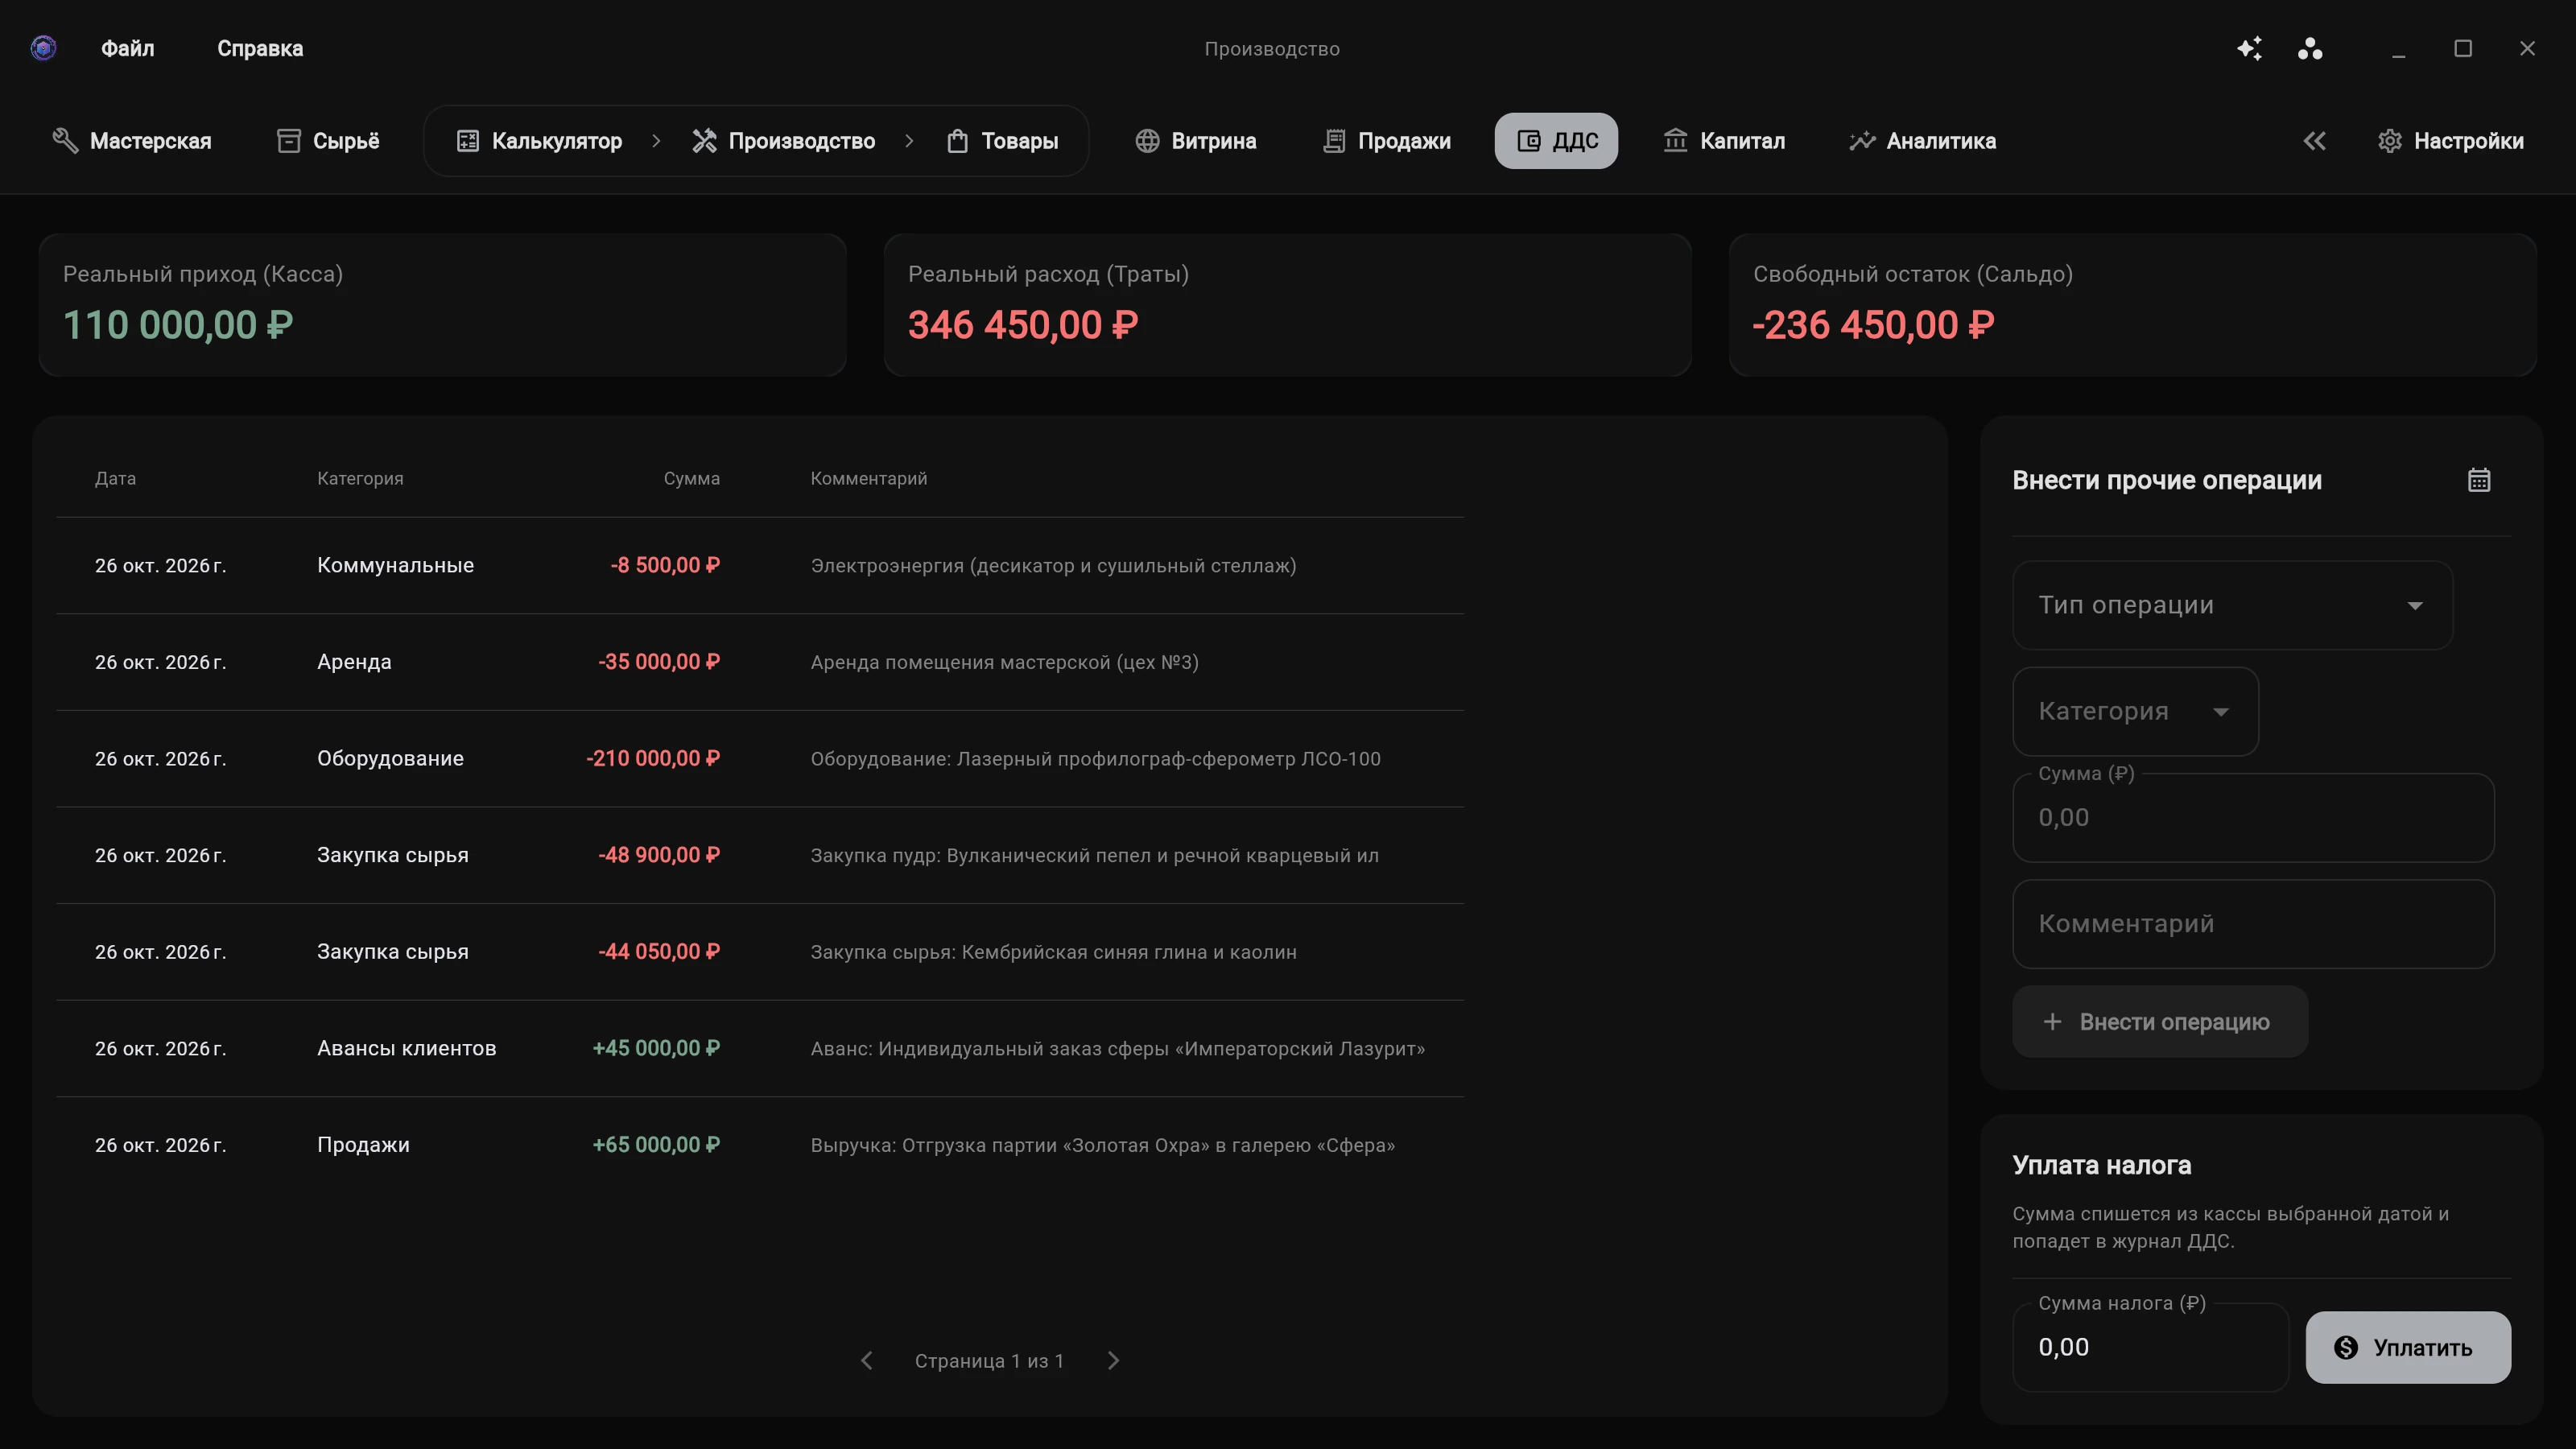 Файл Справка Производство
Мастерская Сырьё Калькулятор Производство Товары Витрина Продажи ДДС Капитал Аналитика Настройки
Реальный приход (Касса)
110 000,00 ₽
Реальный расход (Траты)
346 450,00 ₽
Свободный остаток (Сальдо)
-236 450,00 ₽
Дата Категория Сумма Комментарий
26 окт. 2026 г. Коммунальные -8 500,00 ₽ Электроэнергия (десикатор и сушильный стеллаж)
26 окт. 2026 г. Аренда -35 000,00 ₽ Аренда помещения мастерской (цех №3)
26 окт. 2026 г. Оборудование -210 000,00 ₽ Оборудование: Лазерный профилограф-сферометр ЛСО-100
26 окт. 2026 г. Закупка сырья -48 900,00 ₽ Закупка пудр: Вулканический пепел и речной кварцевый ил
26 окт. 2026 г. Закупка сырья -44 050,00 ₽ Закупка сырья: Кембрийская синяя глина и каолин
26 окт. 2026 г. Авансы клиентов +45 000,00 ₽ Аванс: Индивидуальный заказ сферы «Императорский Лазурит»
26 окт. 2026 г. Продажи +65 000,00 ₽ Выручка: Отгрузка партии «Золотая Охра» в галерею «Сфера»
Страница 1 из 1
Внести прочие операции
Тип операции
Категория
Сумма (₽)
0,00
Комментарий
Внести операцию
Уплата налога
Сумма спишется из кассы выбранной датой и
попадет в журнал ДДС.
Сумма налога (₽)
0,00
Уплатить